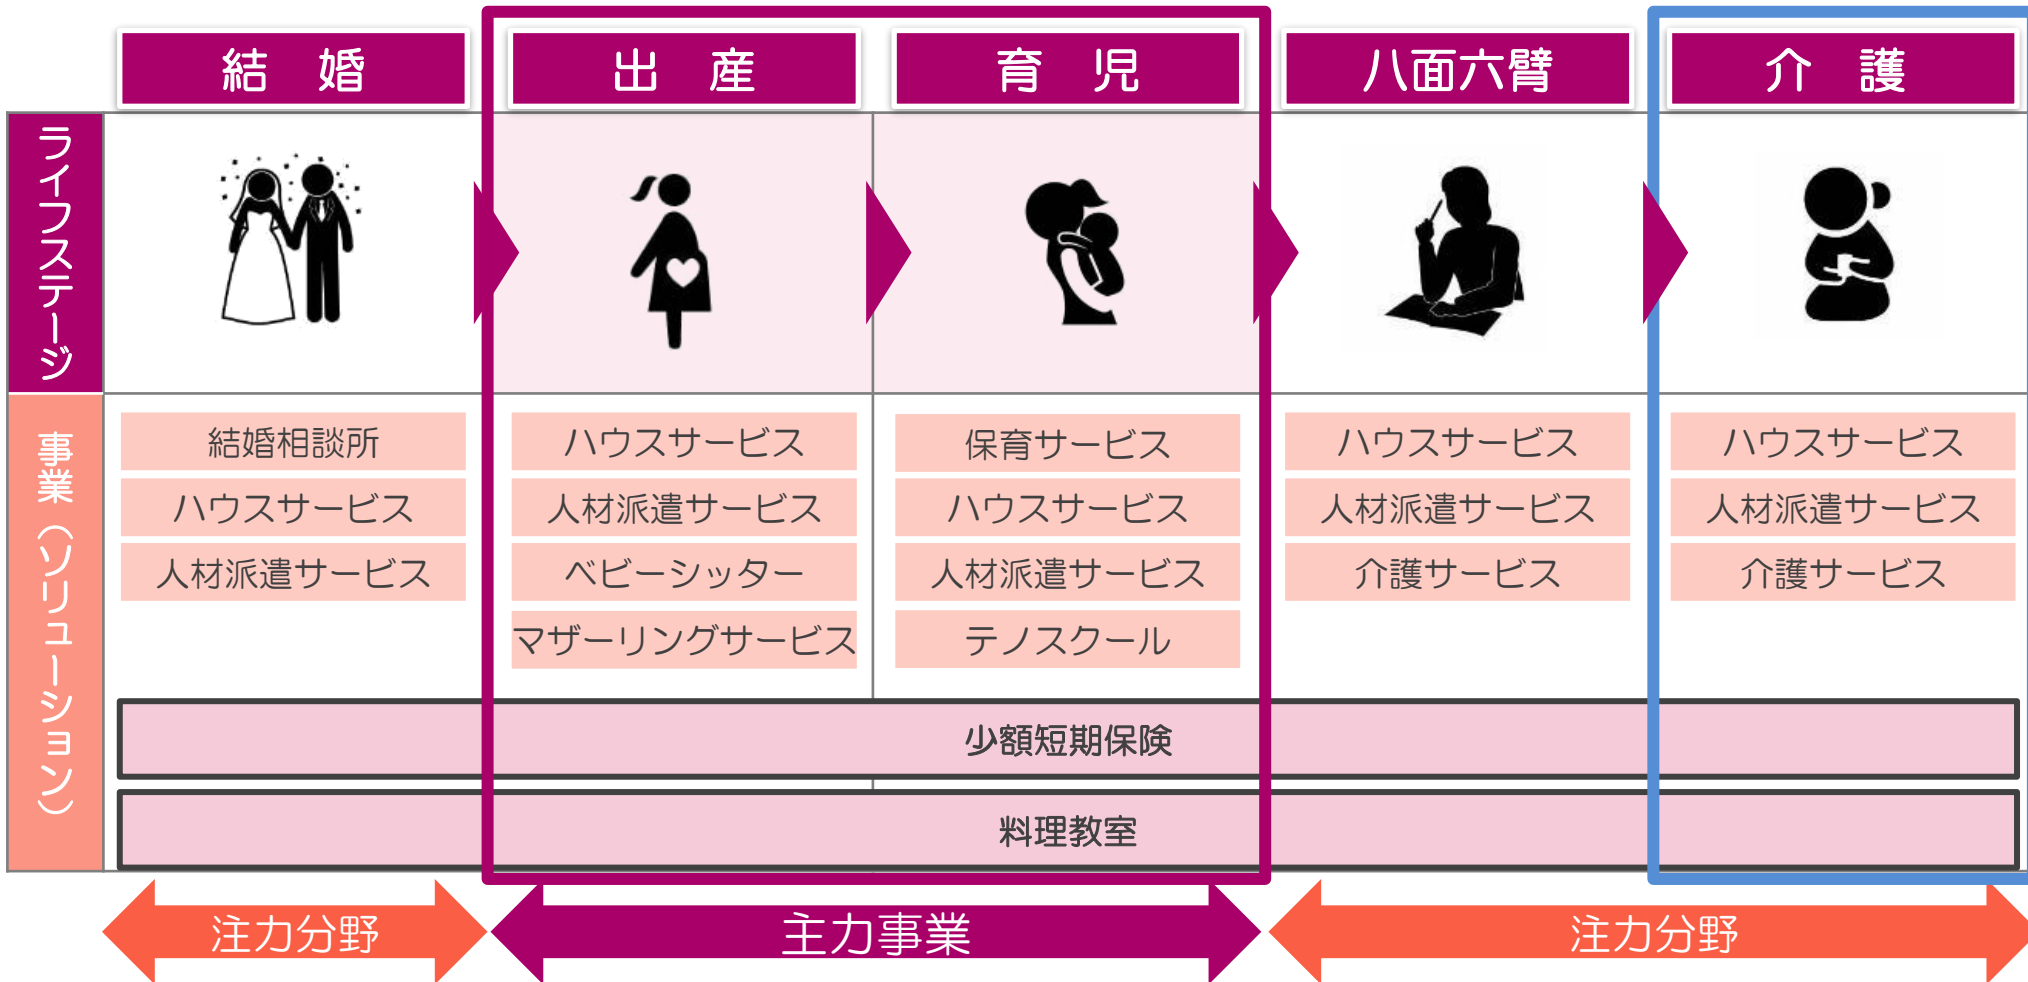 結婚
出産
育児
八面六臂
介護
ライフステージ
事業（ソリューション）
結婚相談所
ハウスサービス
人材派遣サービス
ハウスサービス
人材派遣サービス
ベビーシッター
マザーリングサービス
保育サービス
ハウスサービス
人材派遣サービス
テノスクール
ハウスサービス
人材派遣サービス
介護サービス
ハウスサービス
人材派遣サービス
介護サービス
少額短期保険
料理教室
注力分野
主力事業
注力分野